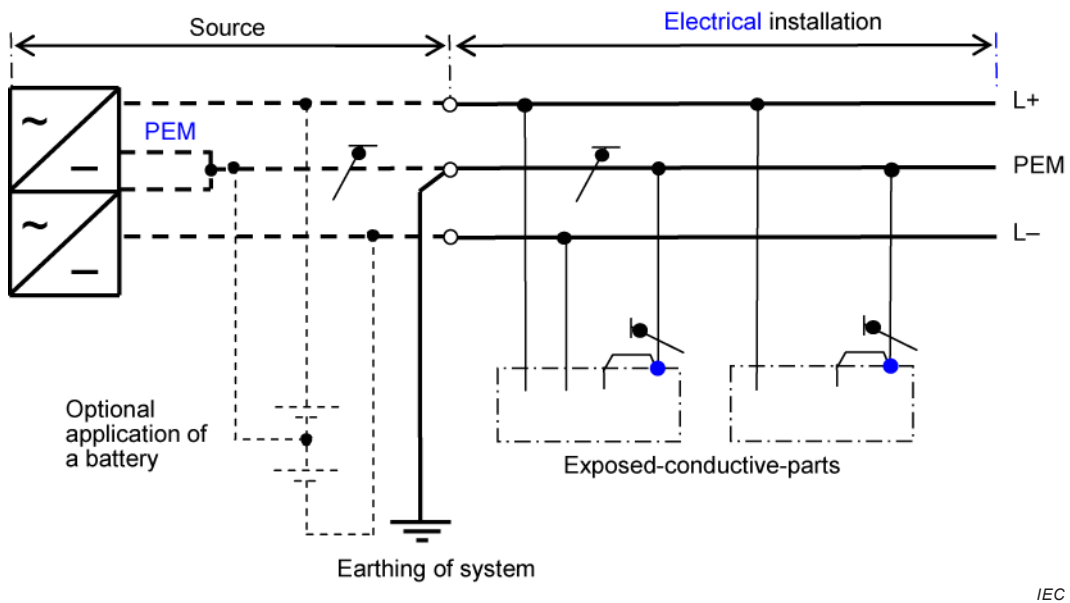 Source
Electrical installation
L+
~
PEM
–
PEM
L–
~
–
Optional
application of
a battery
Exposed-conductive-parts
Earthing of system
IEC